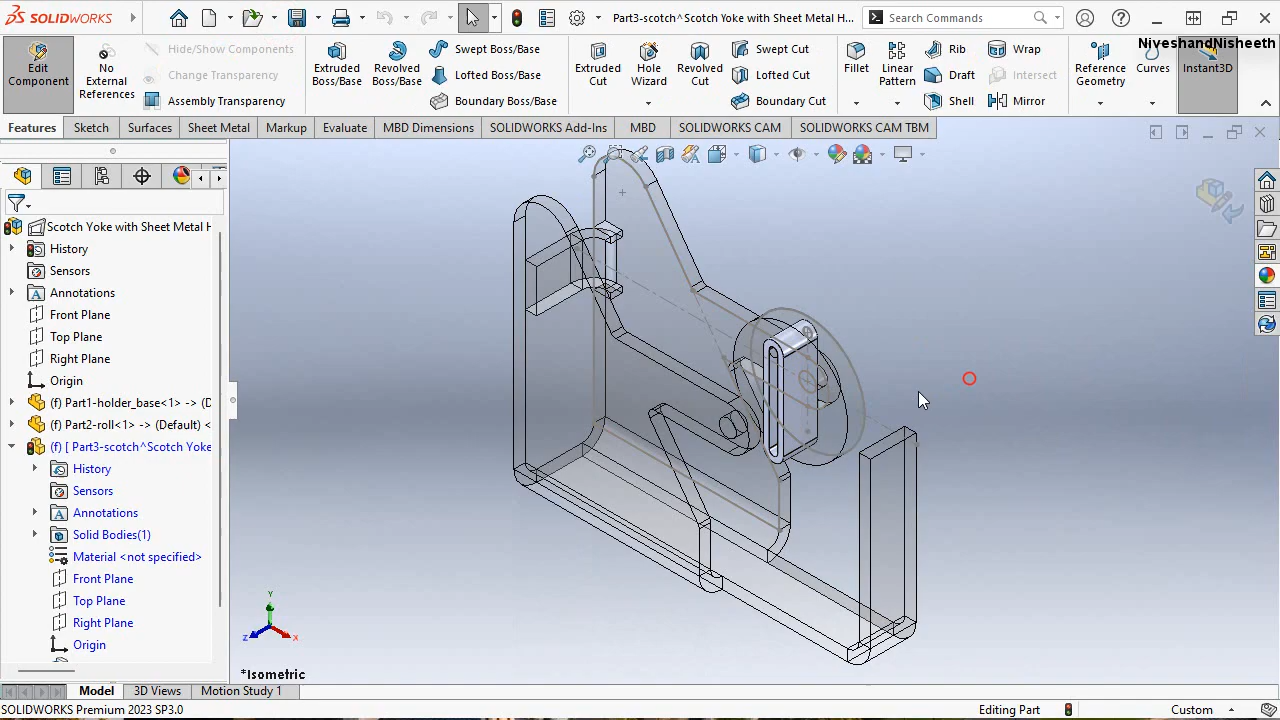 SOLIDWORKS
Part3-scotch^Scotch Yoke with Sheet Metal H...
Search Commands
NiveshandNisheeth
Edit Component
No External References
Hide/Show Components
Change Transparency
Assembly Transparency
Extruded Boss/Base
Revolved Boss/Base
Swept Boss/Base
Lofted Boss/Base
Boundary Boss/Base
Extruded Cut
Hole Wizard
Revolved Cut
Swept Cut
Lofted Cut
Boundary Cut
Fillet
Linear Pattern
Rib
Draft
Shell
Wrap
Intersect
Mirror
Reference Geometry
Curves
Instant3D
Features
Sketch
Surfaces
Sheet Metal
Markup
Evaluate
MBD Dimensions
SOLIDWORKS Add-Ins
MBD
SOLIDWORKS CAM
SOLIDWORKS CAM TBM
Scotch Yoke with Sheet Metal H
History
Sensors
Annotations
Front Plane
Top Plane
Right Plane
Origin
(f) Part1-holder_base<1> -> (D
(f) Part2-roll<1> -> (Default) <
(f) [ Part3-scotch^Scotch Yoke
History
Sensors
Annotations
Solid Bodies(1)
Material <not specified>
Front Plane
Top Plane
Right Plane
Origin
Y
Z
X
*Isometric
Model
3D Views
Motion Study 1
SOLIDWORKS Premium 2023 SP3.0
Editing Part
Custom